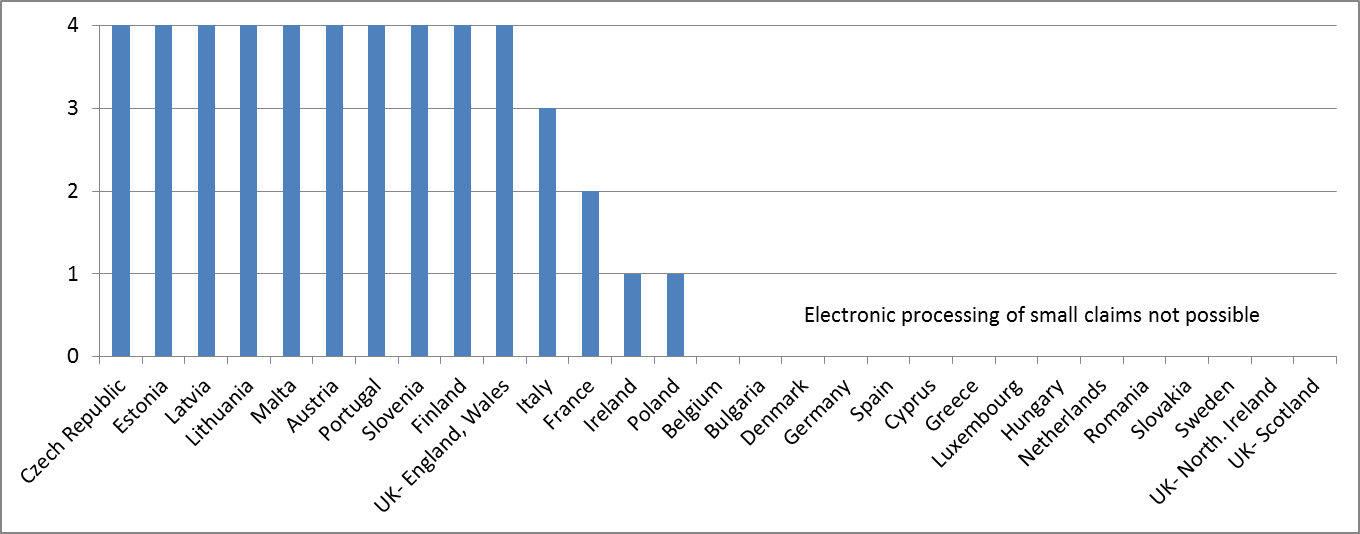 4
3
2
1
0
Electronic processing of small claims not possible
Czech Republic
Estonia
Latvia
Lithuania
Malta
Austria
Portugal
Slovenia
Finland
UK- England, Wales
Italy
France
Ireland
Poland
Belgium
Bulgaria
Denmark
Germany
Spain
Cyprus
Greece
Luxembourg
Hungary
Netherlands
Romania
Slovakia
Sweden
UK- North. Ireland
UK- Scotland